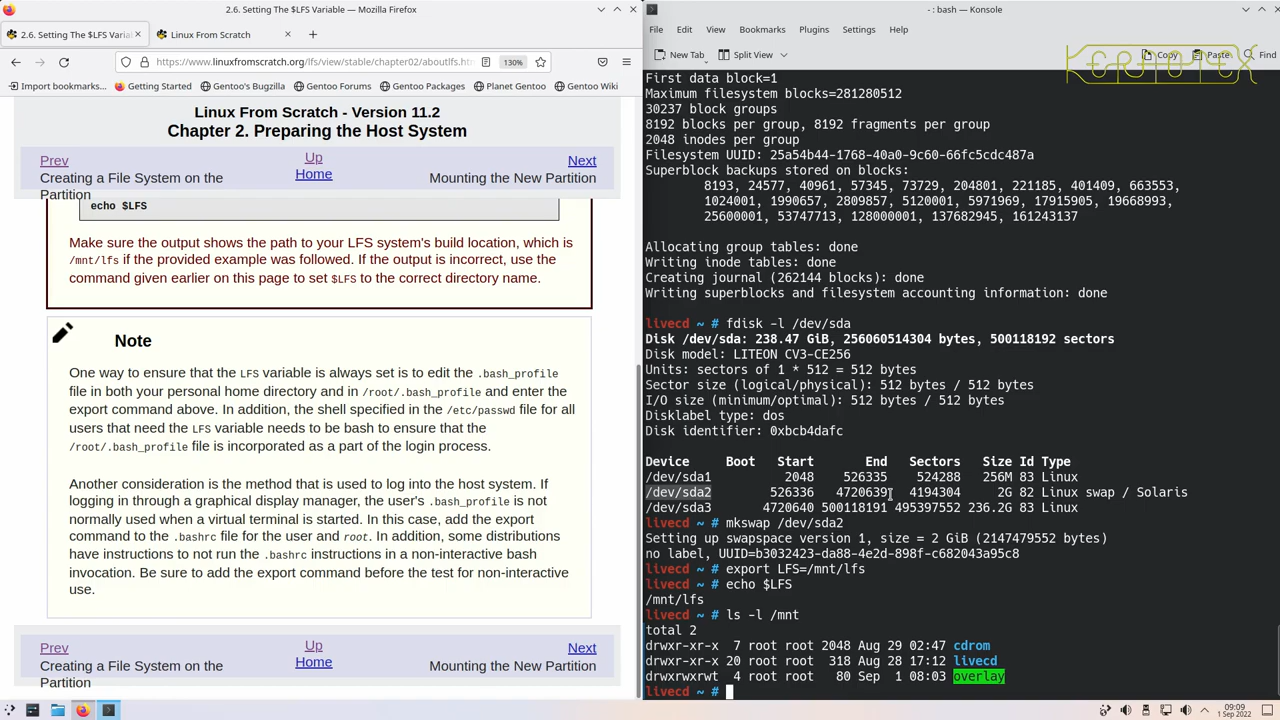 2.6. Setting The $LFS Variable — Mozilla Firefox
2.6. Setting The $LFS Varia
Linux From Scratch
https://www.linuxfromscratch.org/lfs/view/stable/chapter02/aboutlfs.htm
130%
Import bookmarks...
Getting Started
Gentoo's Bugzilla
Gentoo Forums
Gentoo Packages
Planet Gentoo
Gentoo Wiki
Linux From Scratch - Version 11.2
Chapter 2. Preparing the Host System
Prev
Up
Next
Creating a File System on the
Partition
Home
Mounting the New Partition
echo $LFS
Make sure the output shows the path to your LFS system's build location, which is
/mnt/lfs if the provided example was followed. If the output is incorrect, use the
command given earlier on this page to set $LFS to the correct directory name.
Note
One way to ensure that the LFS variable is always set is to edit the .bash_profile
file in both your personal home directory and in /root/.bash_profile and enter the
export command above. In addition, the shell specified in the /etc/passwd file for all
users that need the LFS variable needs to be bash to ensure that the
/root/.bash_profile file is incorporated as a part of the login process.
Another consideration is the method that is used to log into the host system. If
logging in through a graphical display manager, the user's .bash_profile is not
normally used when a virtual terminal is started. In this case, add the export
command to the .bashrc file for the user and root. In addition, some distributions
have instructions to not run the .bashrc instructions in a non-interactive bash
invocation. Be sure to add the export command before the test for non-interactive
use.
Prev
Up
Next
Creating a File System on the
Partition
Home
Mounting the New Partition
- : bash — Konsole
File
Edit
View
Bookmarks
Plugins
Settings
Help
New Tab
Split View
Copy
Paste
Find
KERNOTEX
First data block=1
Maximum filesystem blocks=281280512
30237 block groups
8192 blocks per group, 8192 fragments per group
2048 inodes per group
Filesystem UUID: 25a54b44-1768-40a0-9c60-66fc5cdc487a
Superblock backups stored on blocks:
8193, 24577, 40961, 57345, 73729, 204801, 221185, 401409, 663553,
1024001, 1990657, 2809857, 5120001, 5971969, 17915905, 19668993,
25600001, 53747713, 128000001, 137682945, 161243137
Allocating group tables: done
Writing inode tables: done
Creating journal (262144 blocks): done
Writing superblocks and filesystem accounting information: done
livecd ~ # fdisk -l /dev/sda
Disk /dev/sda: 238.47 GiB, 256060514304 bytes, 500118192 sectors
Disk model: LITEON CV3-CE256
Units: sectors of 1 * 512 = 512 bytes
Sector size (logical/physical): 512 bytes / 512 bytes
I/O size (minimum/optimal): 512 bytes / 512 bytes
Disklabel type: dos
Disk identifier: 0xbcb4dafc
Device Boot Start End Sectors Size Id Type
/dev/sda1 2048 526335 524288 256M 83 Linux
/dev/sda2 526336 4720639 4194304 2G 82 Linux swap / Solaris
/dev/sda3 4720640 500118191 495397552 236.2G 83 Linux
livecd ~ # mkswap /dev/sda2
Setting up swapspace version 1, size = 2 GiB (2147479552 bytes)
no label, UUID=b3032423-da88-4e2d-898f-c682043a95c8
livecd ~ # export LFS=/mnt/lfs
livecd ~ # echo $LFS
/mnt/lfs
livecd ~ # ls -l /mnt
total 2
drwxr-xr-x 7 root root 2048 Aug 29 02:47 cdrom
drwxr-xr-x 20 root root 318 Aug 28 17:12 livecd
drwxrwxrwt 4 root root 80 Sep 1 08:03 overlay
livecd ~ #
09:09
1 Sep 2022